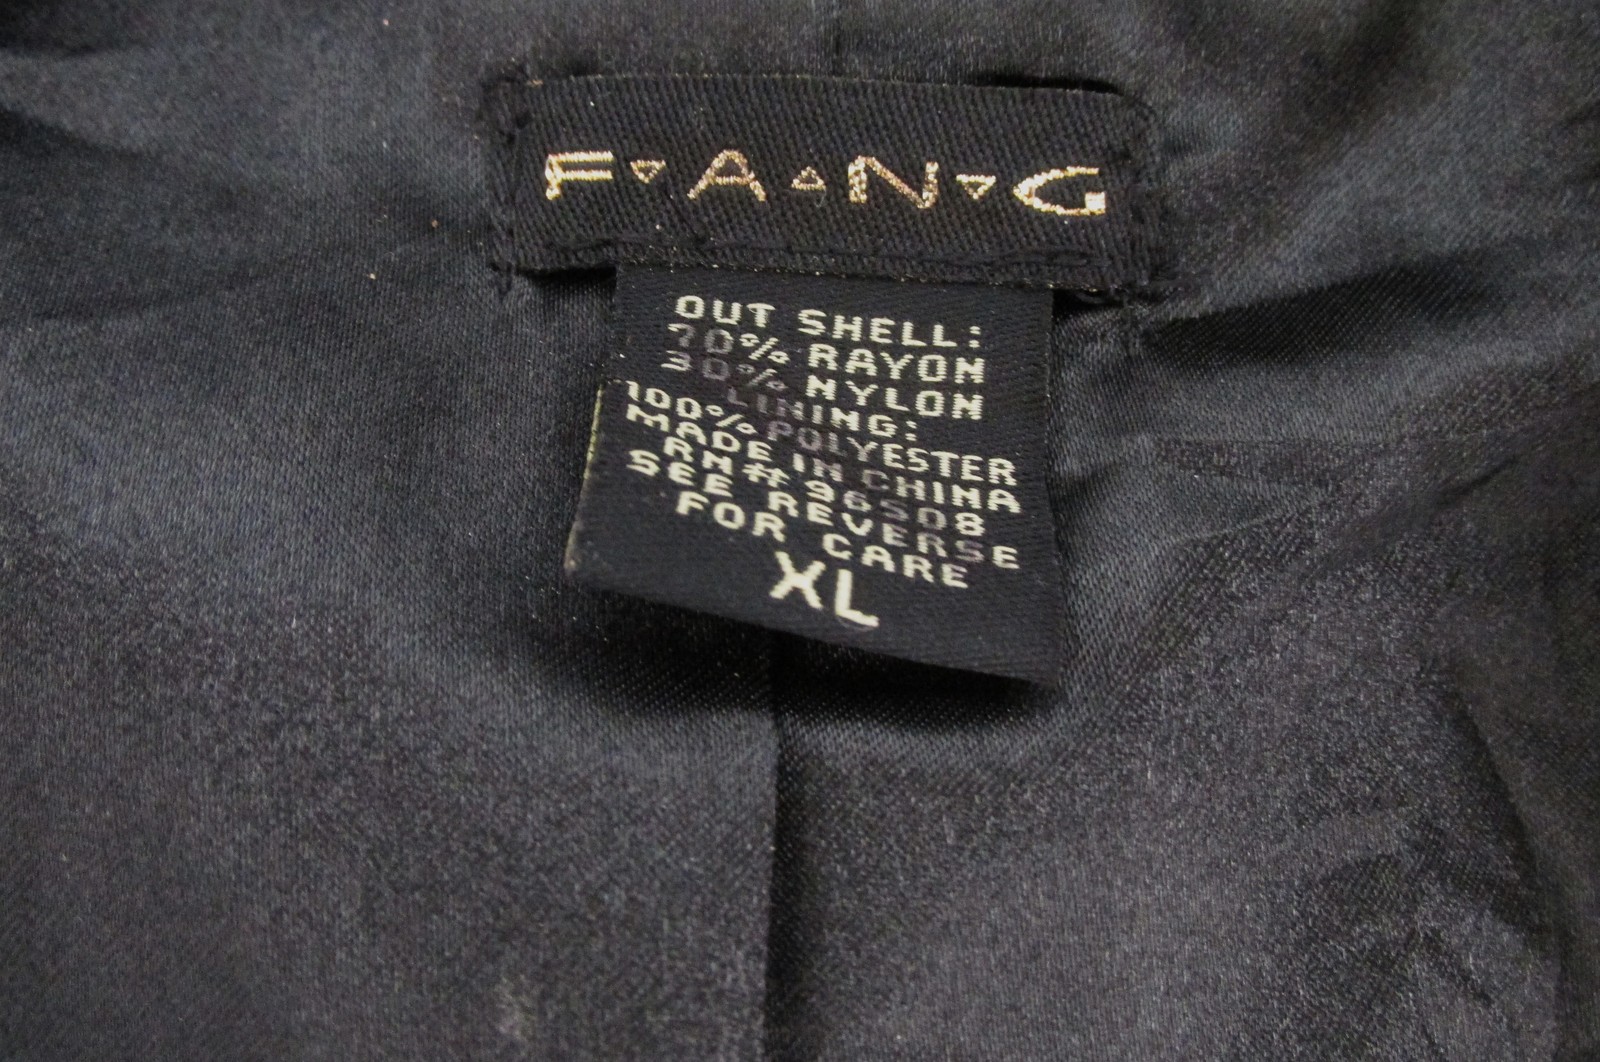 F▽A△N▽G
OUT SHELL:
70% RAYON
30% NYLON
LINING:
100% POLYESTER
MADE IN CHINA
RN# 96508
SEE REVERSE
FOR CARE
XL